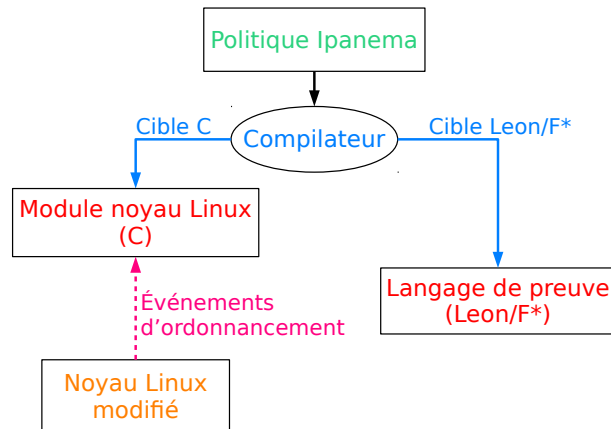 Politique Ipanema
Cible C
Compilateur
Cible Leon/F*
Module noyau Linux
(C)
Langage de preuve
(Leon/F*)
Événements
d'ordonnancement
Noyau Linux
modifié